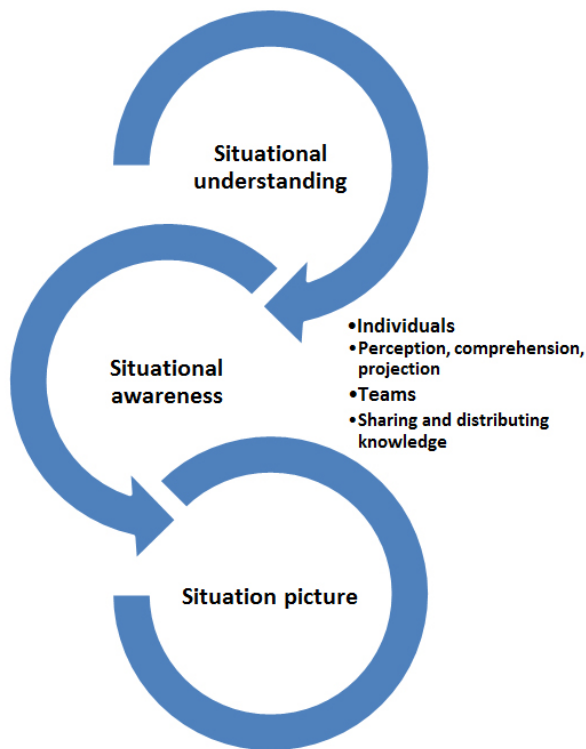 Situational
understanding
•Individuals
•Perception, comprehension,
projection
•Teams
•Sharing and distributing
knowledge
Situational
awareness
Situation picture